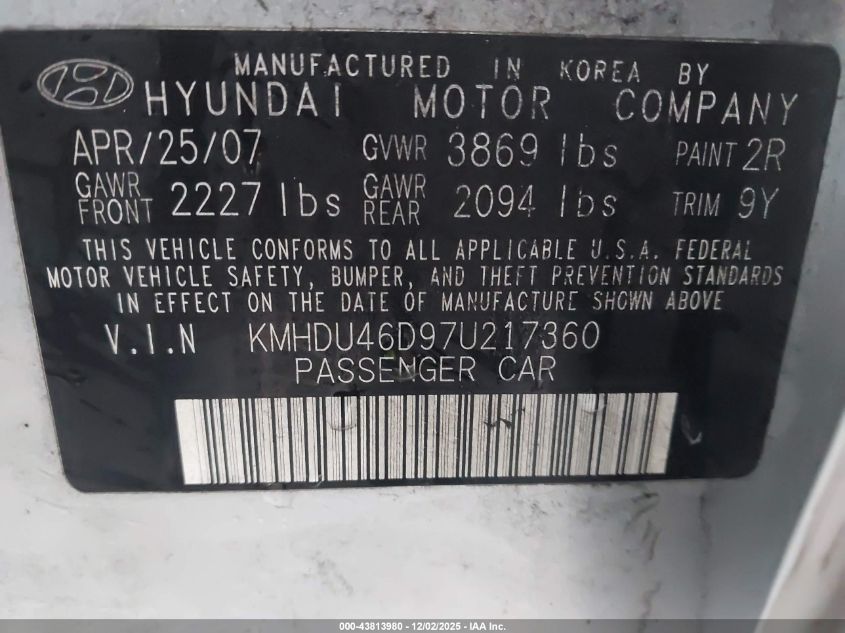 MANUFACTURED IN KOREA BY
HYUNDAI MOTOR COMPANY
APR/25/07 GVWR 3869 lbs PAINT 2R
GAWR FRONT 2227 lbs GAWR REAR 2094 lbs TRIM 9Y
THIS VEHICLE CONFORMS TO ALL APPLICABLE U.S.A. FEDERAL
MOTOR VEHICLE SAFETY, BUMPER, AND THEFT PREVENTION STANDARDS
IN EFFECT ON THE DATE OF MANUFACTURE SHOWN ABOVE
V.I.N KMHDU46D97U217360
PASSENGER CAR
000-43813980 - 12/02/2025 - IAA Inc.